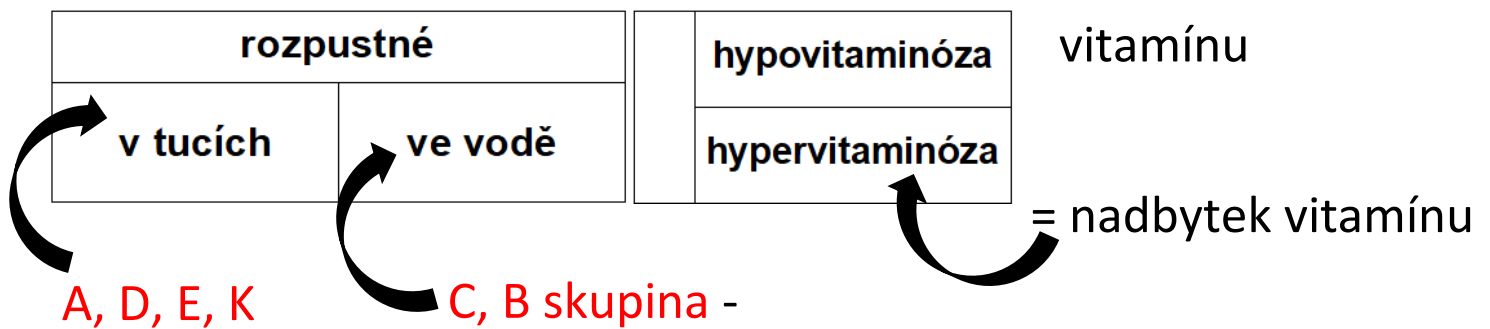 rozpustné
v tucích
ve vodě
A, D, E, K
C, B skupina -
hypovitaminóza
vitamínu
hypervitaminóza
= nadbytek vitamínu